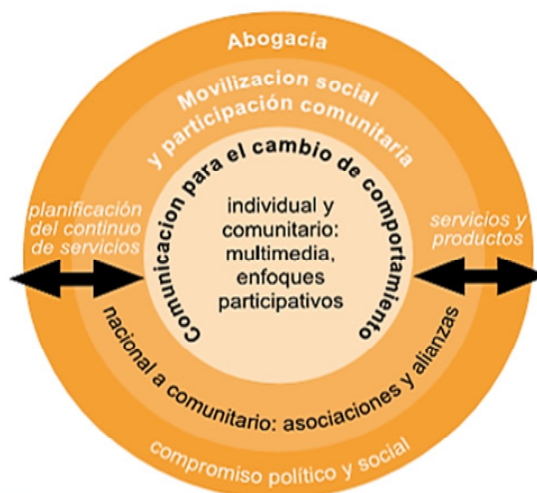 Abogacía
Movilizacion social
y participación comunitaria
Comunicacion para el cambio de comportamiento
individual y
comunitario:
multimedia,
enfoques
participativos
planificación
del continuo
de servicios
servicios y
productos
nacional a comunitario: asociaciones y alianzas
compromiso político y social